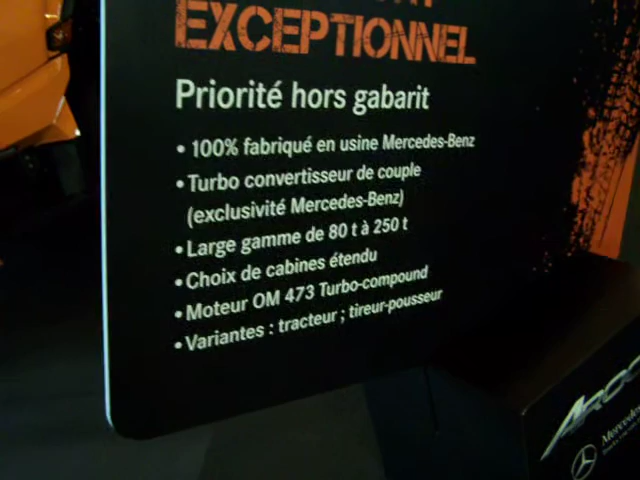 EXCEPTIONNEL
Priorité hors gabarit
• 100% fabriqué en usine Mercedes-Benz
• Turbo convertisseur de couple
(exclusivité Mercedes-Benz)
• Large gamme de 80 t à 250 t
• Choix de cabines étendu
• Moteur OM 473 Turbo-compound
• Variantes : tracteur ; tireur-pousseur